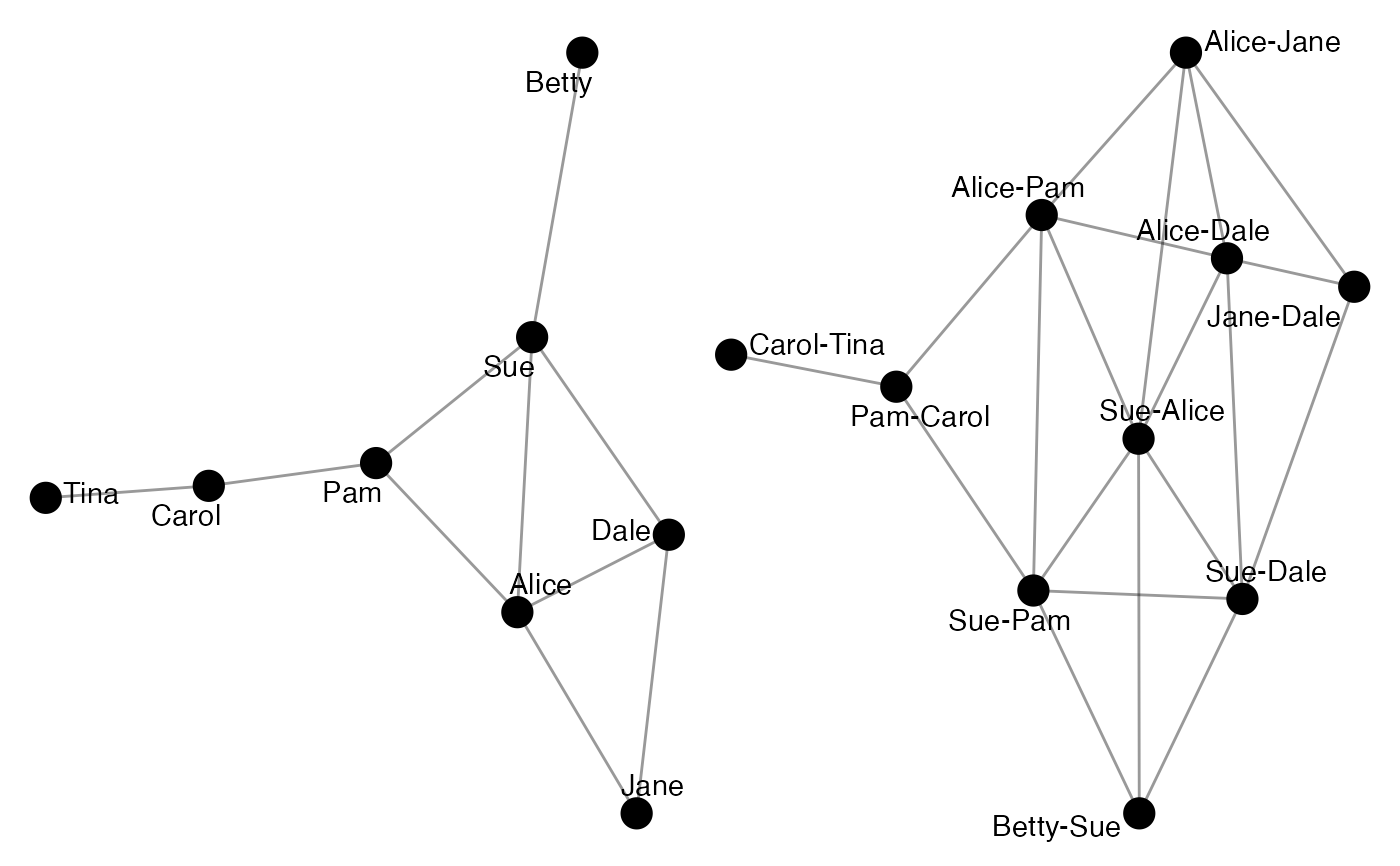 Betty
Sue
Tina
Carol
Pam
Dale
Alice
Jane
Alice-Jane
Alice-Pam
Alice-Dale
Jane-Dale
Carol-Tina
Pam-Carol
Sue-Alice
Sue-Dale
Sue-Pam
Betty-Sue